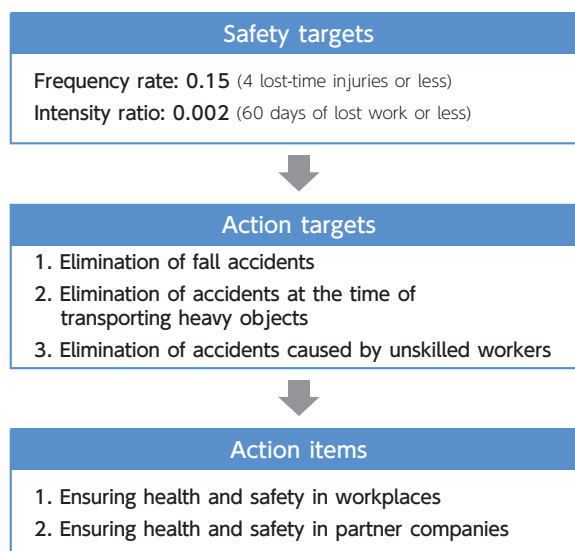 Safety targets
Frequency rate: 0.15 (4 lost-time injuries or less)
Intensity ratio: 0.002 (60 days of lost work or less)
Action targets
1. Elimination of fall accidents
2. Elimination of accidents at the time of
transporting heavy objects
3. Elimination of accidents caused by unskilled workers
Action items
1. Ensuring health and safety in workplaces
2. Ensuring health and safety in partner companies